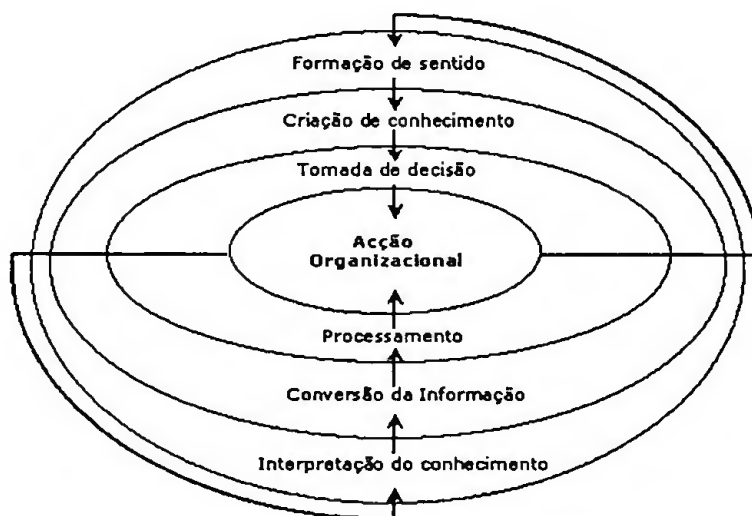 Formação de sentido
Criação de conhecimento
Tomada de decisão
Acção
Organizacional
Processamento
Conversão da Informação
Interpretação do conhecimento